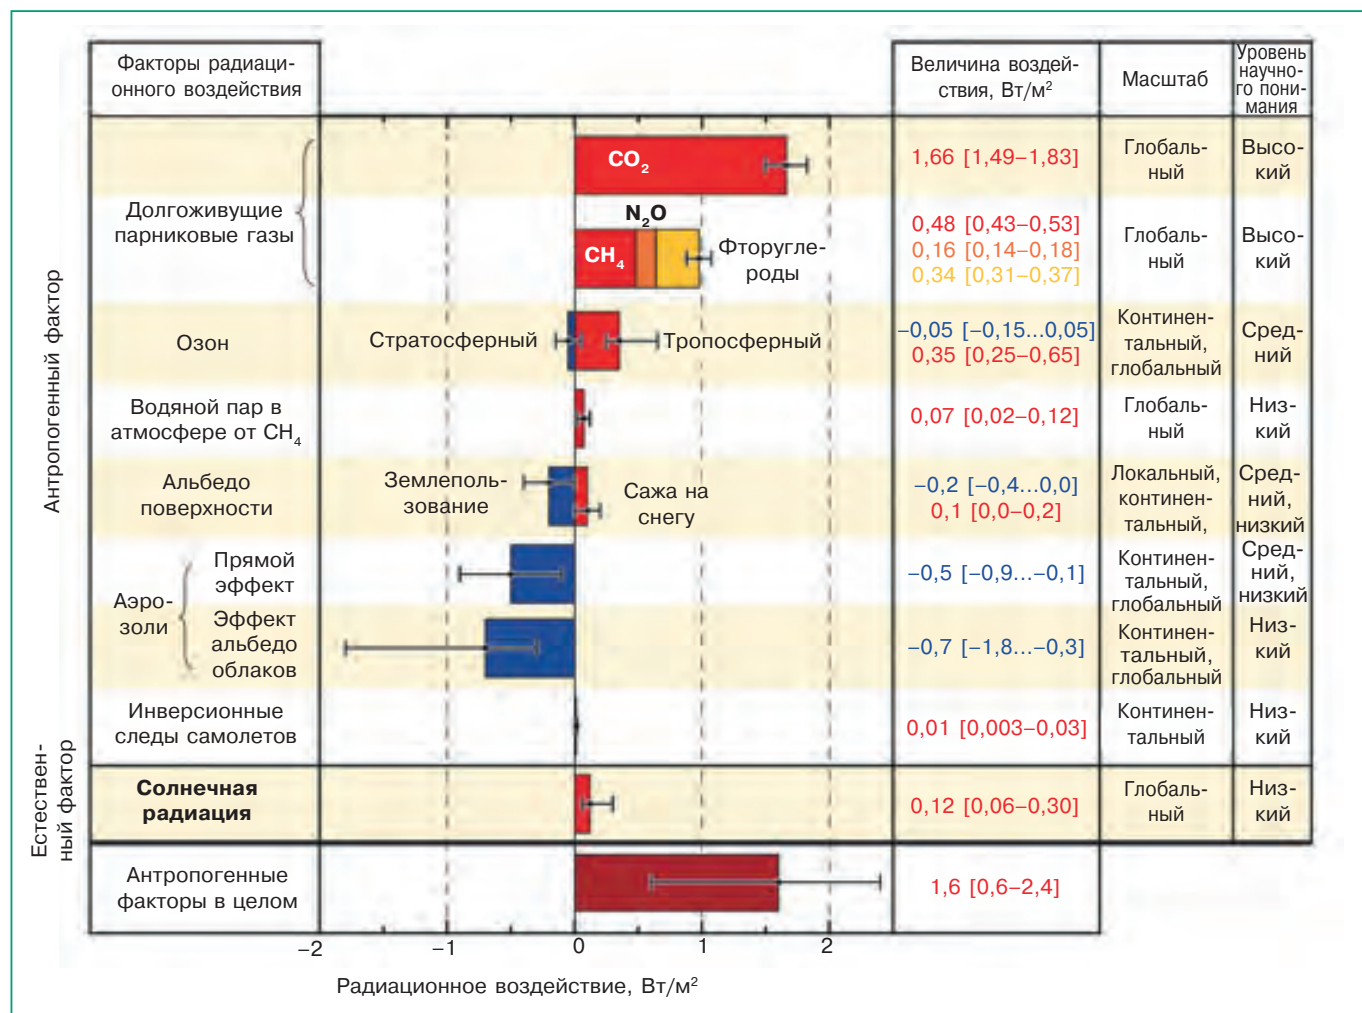 Факторы радиаци-
онного воздействия
Величина воздей-
ствия, Вт/м²
Масштаб
Уровень
научно-
го пони-
мания
Антропогенный фактор
Долгоживущие
парниковые газы
CO₂
1,66 [1,49–1,83]
Глобаль-
ный
Высо-
кий
N₂O
CH₄
Фторугле-
роды
0,48 [0,43–0,53]
0,16 [0,14–0,18]
0,34 [0,31–0,37]
Глобаль-
ный
Высо-
кий
Озон
Стратосферный
Тропосферный
−0,05 [−0,15...0,05]
0,35 [0,25–0,65]
Континен-
тальный,
глобальный
Сред-
ний
Водяной пар в
атмосфере от CH₄
0,07 [0,02–0,12]
Глобаль-
ный
Низ-
кий
Альбедо
поверхности
Землеполь-
зование
Сажа на
снегу
−0,2 [−0,4...0,0]
0,1 [0,0–0,2]
Локальный,
континен-
тальный,
Сред-
ний,
низкий
Аэро-
золи
Прямой
эффект
−0,5 [−0,9...−0,1]
Континен-
тальный,
глобальный
Сред-
ний,
низкий
Эффект
альбедо
облаков
−0,7 [−1,8...−0,3]
Континен-
тальный,
глобальный
Низ-
кий
Инверсионные
следы самолетов
0,01 [0,003–0,03]
Континен-
тальный
Низ-
кий
Естествен-
ный фактор
Солнечная
радиация
0,12 [0,06–0,30]
Глобаль-
ный
Низ-
кий
Антропогенные
факторы в целом
1,6 [0,6–2,4]
−2 −1 0 1 2
Радиационное воздействие, Вт/м²